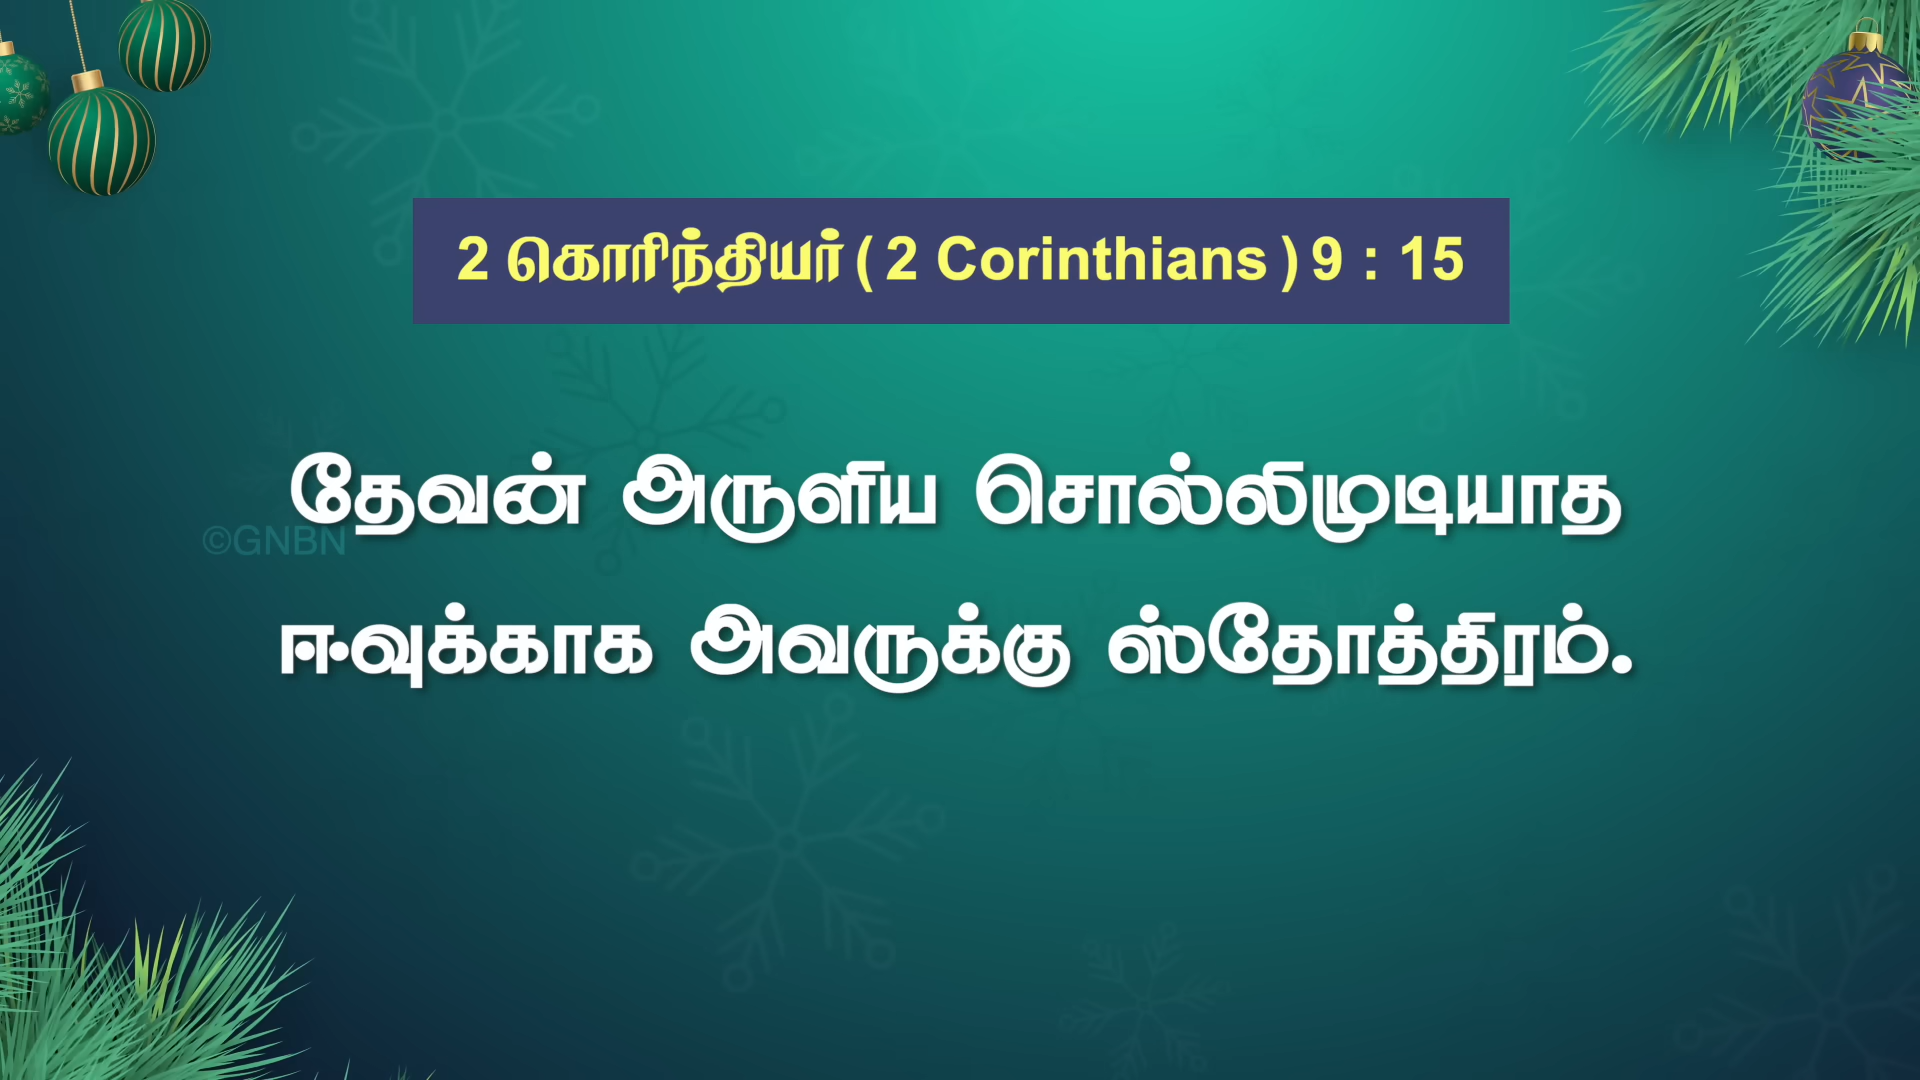 2 கொரிந்தியர் ( 2 Corinthians ) 9 : 15
தேவன் அருளிய சொல்லிமுடியாத
©GNBN
ஈவுக்காக அவருக்கு ஸ்தோத்திரம்.